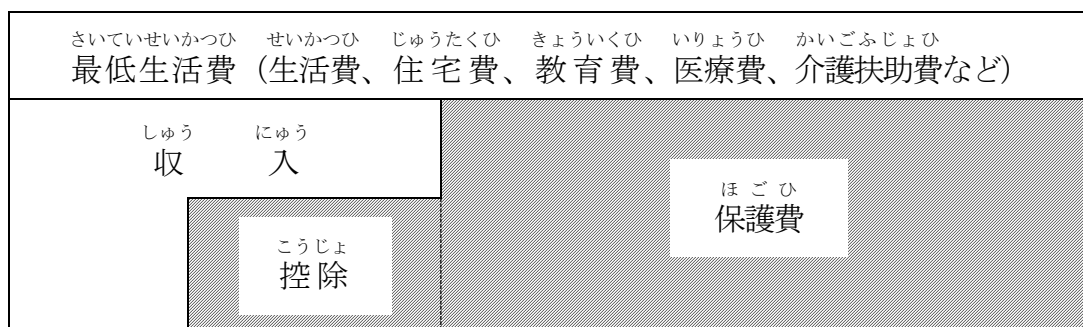 さいていせいかつひ せいかつひ じゅうたくひ きょういくひ いりょうひ かいごふじょひ
最低生活費（生活費、住宅費、教育費、医療費、介護扶助費など）
しゅう にゅう
収 入
ほごひ
保護費
こうじょ
控除